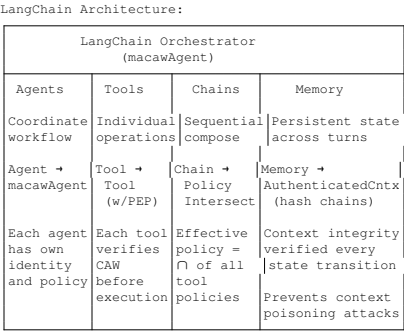 LangChain Architecture:
LangChain Orchestrator
(macawAgent)
Agents Tools Chains Memory
Coordinate Individual Sequential Persistent state
workflow operations compose across turns
Agent → Tool → Chain → Memory →
macawAgent Tool Policy AuthenticatedCntx
(w/PEP) Intersect (hash chains)
Each agent Each tool Effective Context integrity
has own verifies policy = verified every
identity CAW ∩ of all state transition
and policy before tool
execution policies Prevents context
poisoning attacks